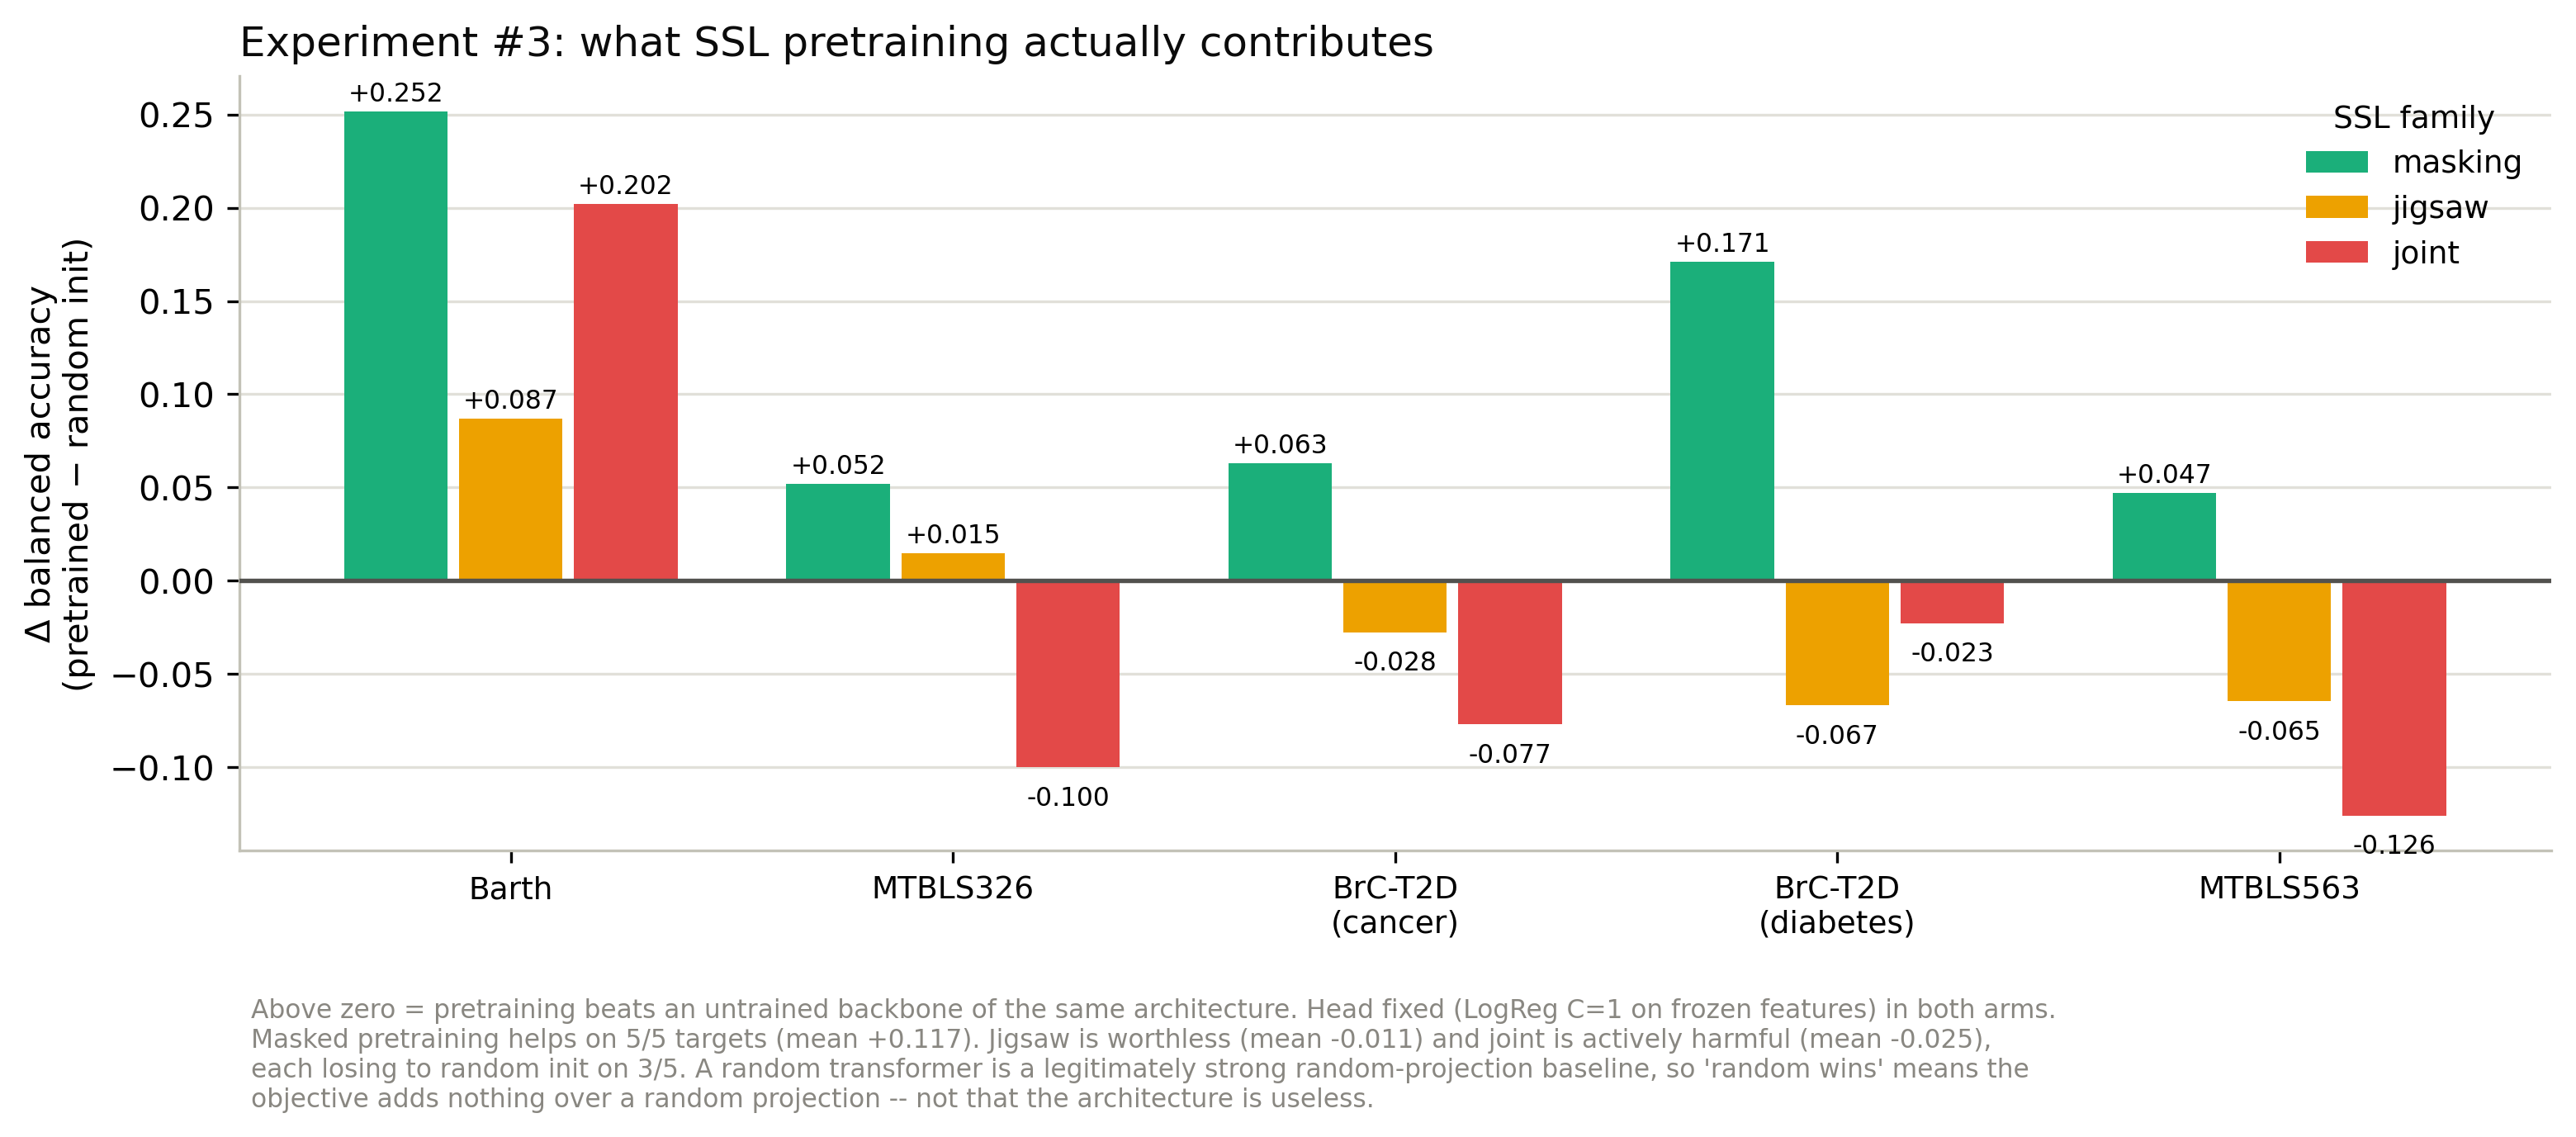 Experiment #3: what SSL pretraining actually contributes
Δ balanced accuracy
(pretrained − random init)
0.25
0.20
0.15
0.10
0.05
0.00
−0.05
−0.10
+0.252
+0.087
+0.202
+0.052
+0.015
-0.100
+0.063
-0.028
-0.077
+0.171
-0.067
-0.023
+0.047
-0.065
-0.126
SSL family
masking
jigsaw
joint
Barth
MTBLS326
BrC-T2D
(cancer)
BrC-T2D
(diabetes)
MTBLS563
Above zero = pretraining beats an untrained backbone of the same architecture. Head fixed (LogReg C=1 on frozen features) in both arms.
Masked pretraining helps on 5/5 targets (mean +0.117). Jigsaw is worthless (mean -0.011) and joint is actively harmful (mean -0.025),
each losing to random init on 3/5. A random transformer is a legitimately strong random-projection baseline, so 'random wins' means the
objective adds nothing over a random projection -- not that the architecture is useless.